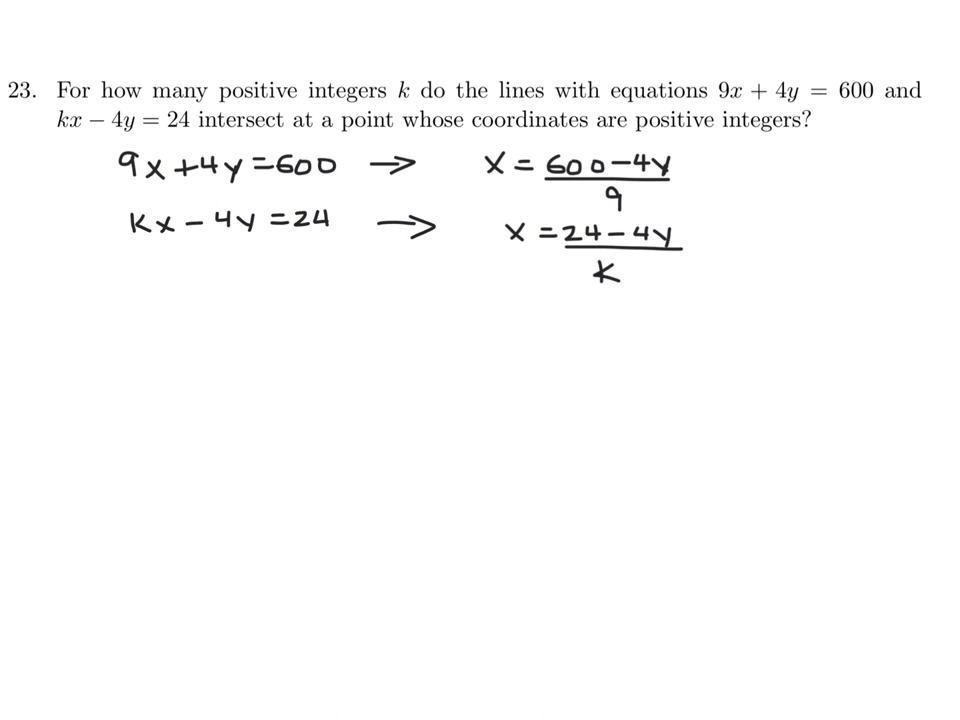 23. For how many positive integers k do the lines with equations 9x + 4y = 600 and
kx − 4y = 24 intersect at a point whose coordinates are positive integers?
9x+4y=600 → x = 600-4y
9
kx - 4y = 24 → x = 24 - 4y
k